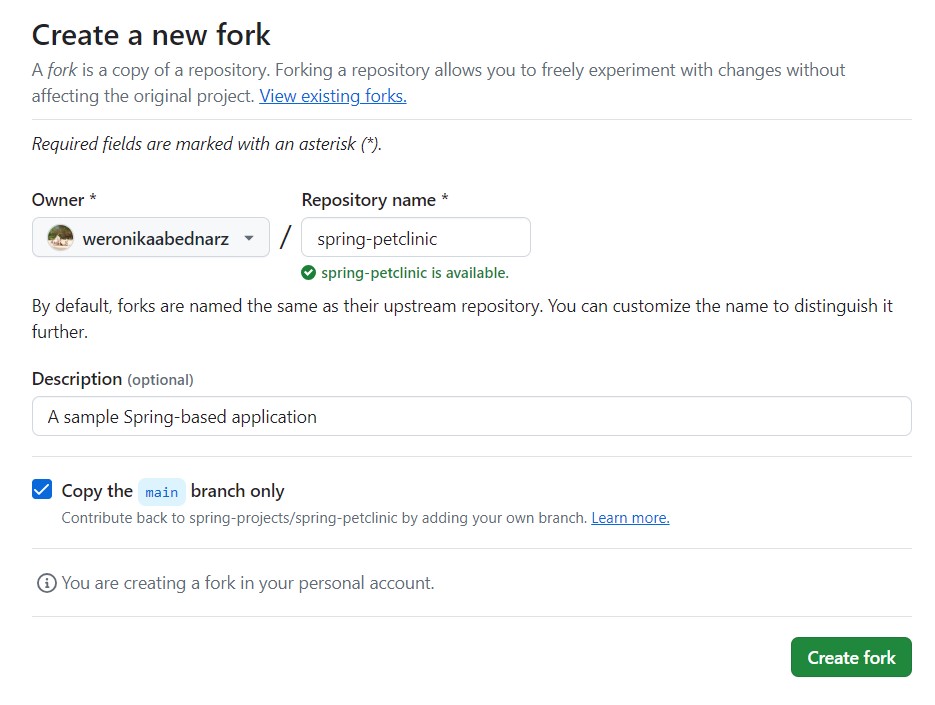 Create a new fork
A fork is a copy of a repository. Forking a repository allows you to freely experiment with changes without
affecting the original project. View existing forks.
Required fields are marked with an asterisk (*).
Owner * Repository name *
weronikaabednarz / spring-petclinic
spring-petclinic is available.
By default, forks are named the same as their upstream repository. You can customize the name to distinguish it
further.
Description (optional)
A sample Spring-based application
Copy the main branch only
Contribute back to spring-projects/spring-petclinic by adding your own branch. Learn more.
You are creating a fork in your personal account.
Create fork